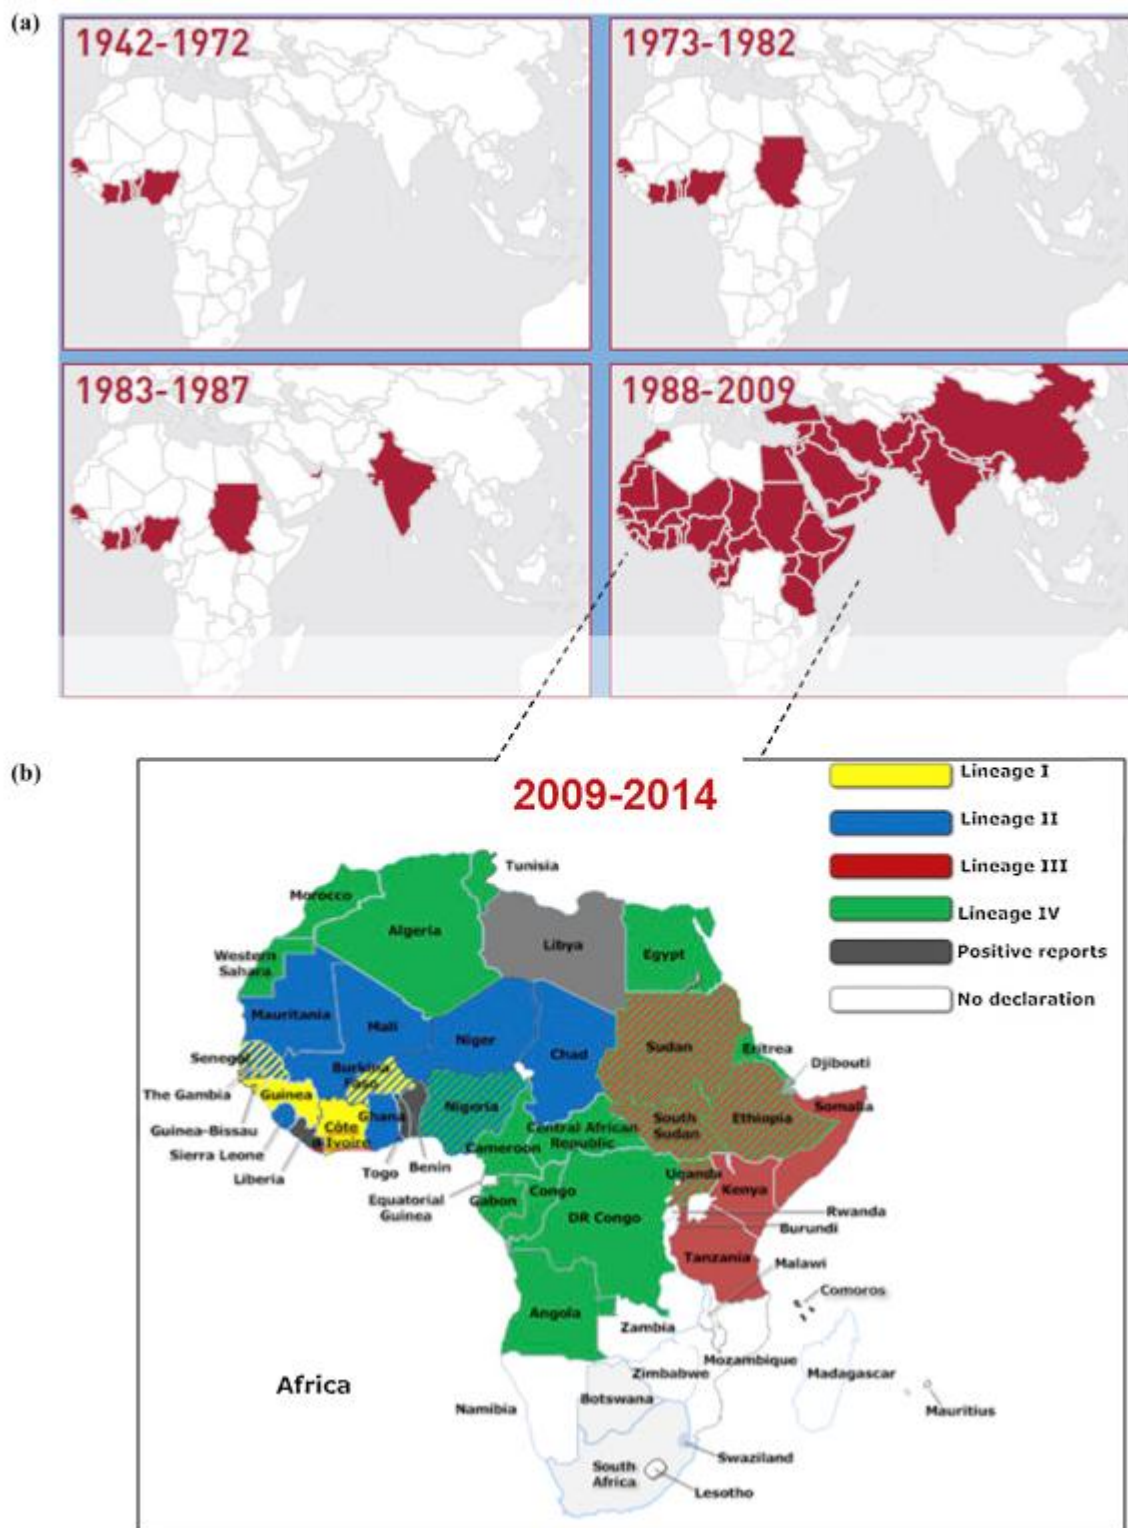 (a)
1942-1972
1973-1982
1983-1987
1988-2009
(b)
2009-2014
Lineage I
Lineage II
Lineage III
Lineage IV
Positive reports
No declaration
Tunisia
Morocco
Algeria
Libya
Egypt
Western
Sahara
Mauritania
Mali
Niger
Chad
Sudan
Eritrea
Djibouti
Senegal
The Gambia
Guinea
Burkina
Faso
Guinea-Bissau
Sierra Leone
Liberia
Côte
d'Ivoire
Ghana
Togo
Benin
Nigeria
Cameroon
Central African
Republic
South
Sudan
Ethiopia
Somalia
Equatorial
Guinea
Gabon
Congo
DR Congo
Uganda
Kenya
Rwanda
Burundi
Tanzania
Malawi
Comoros
Angola
Zambia
Mozambique
Zimbabwe
Madagascar
Africa
Namibia
Botswana
Mauritius
Swaziland
South
Africa
Lesotho